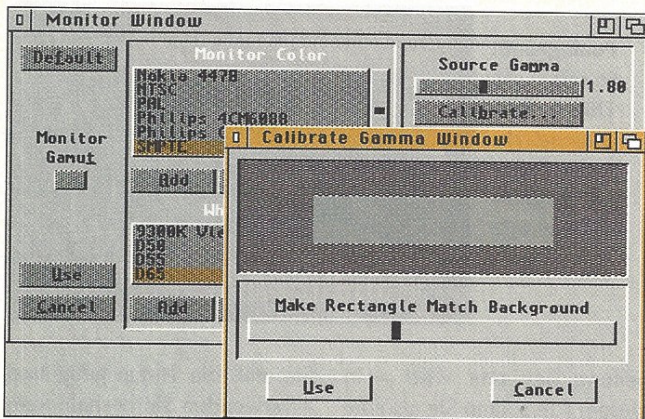 Monitor Window
Default
Monitor Color
Nokia 447B
NTSC
PAL
Philips 4CM6088
Philips
SMPTE
Source Gamma
1.80
Calibrate...
Monitor
Gamut
Add
9300K
D50
D55
D65
Use
Cancel
Add
Calibrate Gamma Window
Make Rectangle Match Background
Use
Cancel